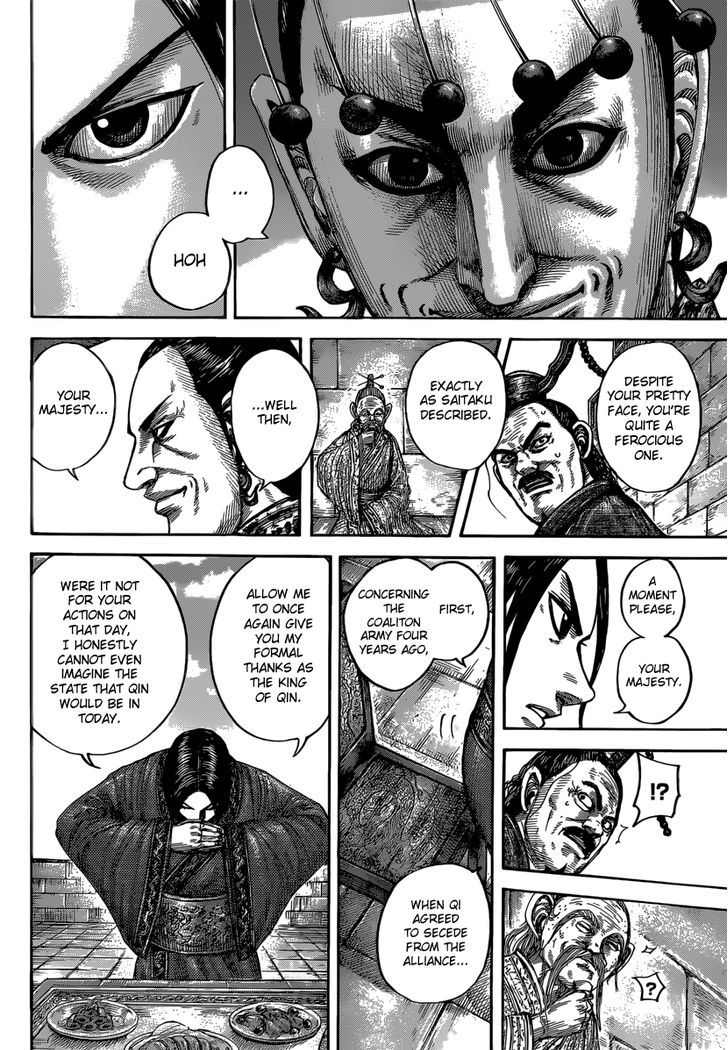 ...
HOH
DESPITE
YOUR PRETTY
FACE, YOU'RE
QUITE A
FEROCIOUS
ONE.
EXACTLY
AS SAITAKU
DESCRIBED.
...WELL
THEN,
YOUR
MAJESTY...
A
MOMENT
PLEASE,
YOUR
MAJESTY.
!?
?
FIRST,
CONCERNING
THE
COALITON
ARMY FOUR
YEARS AGO,
WHEN QI
AGREED
TO SECEDE
FROM THE
ALLIANCE...
ALLOW ME
TO ONCE
AGAIN GIVE
YOU MY
FORMAL
THANKS AS
THE KING
OF QIN.
WERE IT NOT
FOR YOUR
ACTIONS ON
THAT DAY,
I HONESTLY
CANNOT EVEN
IMAGINE THE
STATE THAT QIN
WOULD BE IN
TODAY.